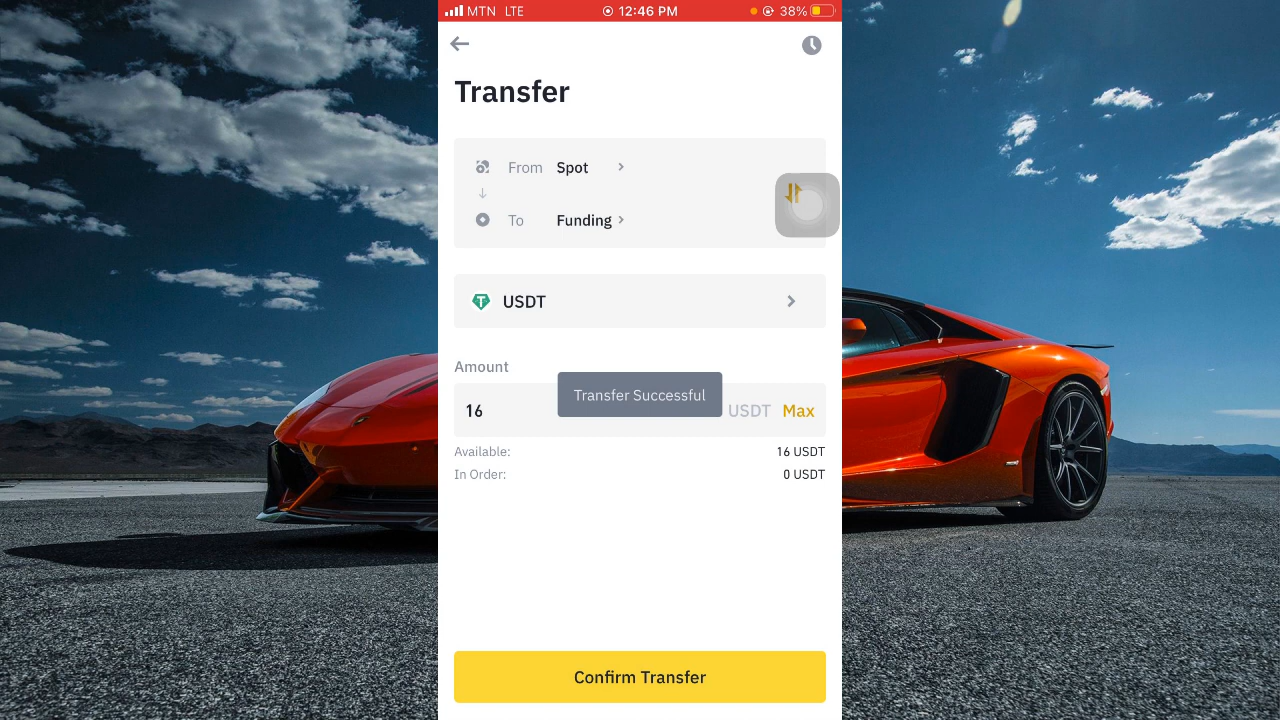 MTN LTE 12:46 PM 38%
Transfer
From Spot
To Funding
USDT
Amount
Transfer Successful
16 USDT Max
Available: 16 USDT
In Order: 0 USDT
Confirm Transfer